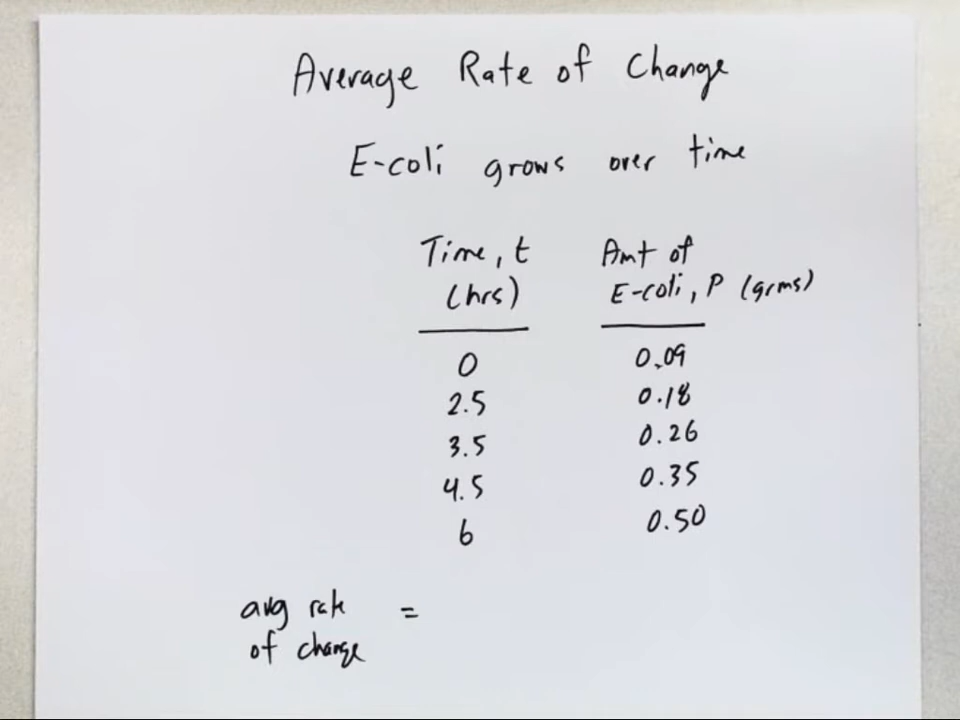 Average Rate of Change
E-coli grows over time
Time, t Amt of
(hrs) E-coli, P (grms)
0 0.09
2.5 0.18
3.5 0.26
4.5 0.35
6 0.50
avg rate =
of change